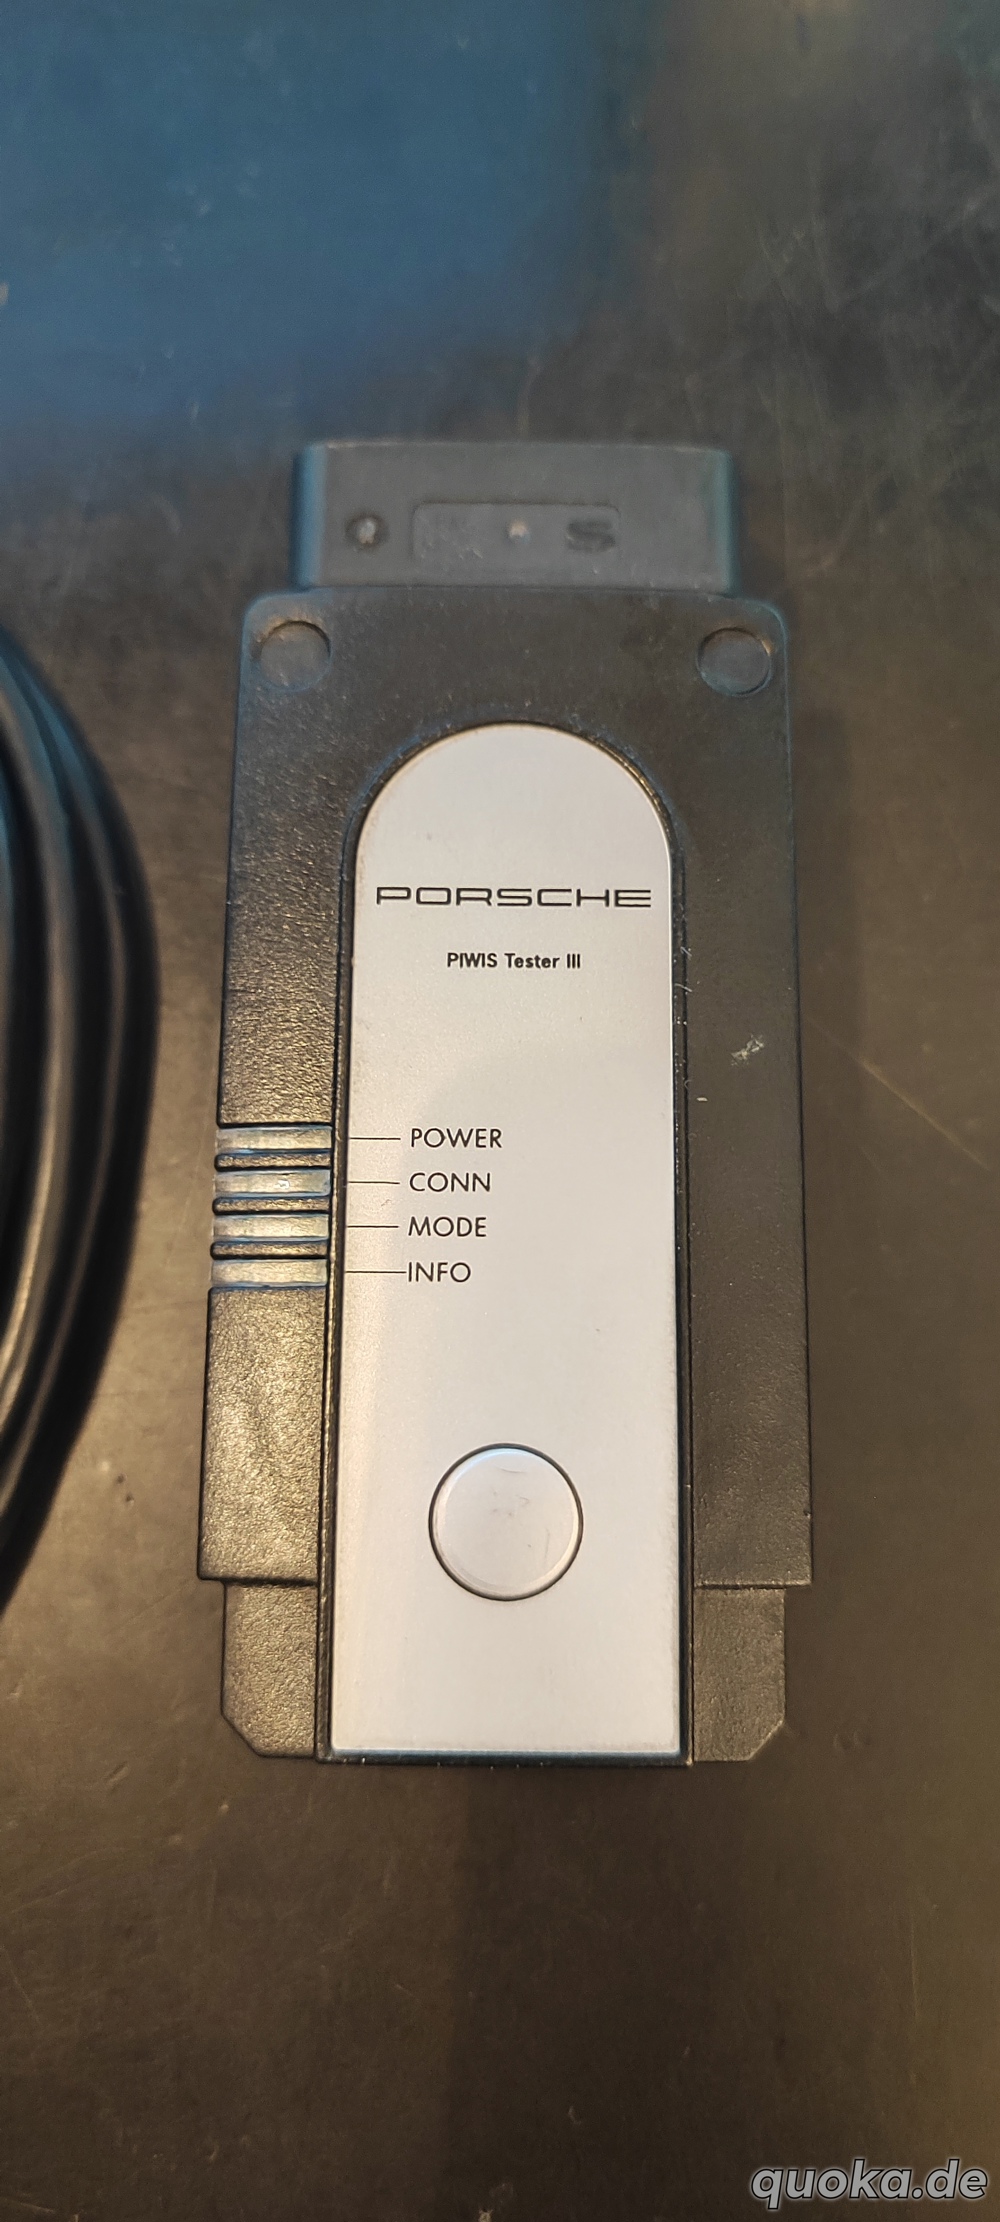 PORSCHE
PIWIS Tester III
POWER
CONN
MODE
INFO
quoka.de